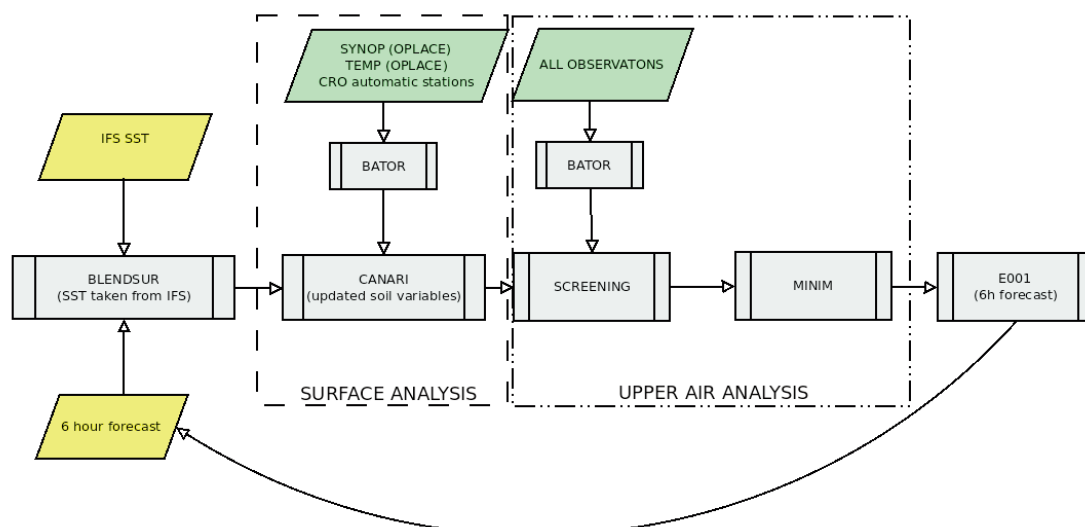 SYNOP (OPLACE)
TEMP (OPLACE)
CRO automatic stations
ALL OBSERVATONS
IFS SST
BATOR
BATOR
BLENDSUR
(SST taken from IFS)
CANARI
(updated soil variables)
SCREENING
MINIM
E001
(6h forecast)
SURFACE ANALYSIS
UPPER AIR ANALYSIS
6 hour forecast